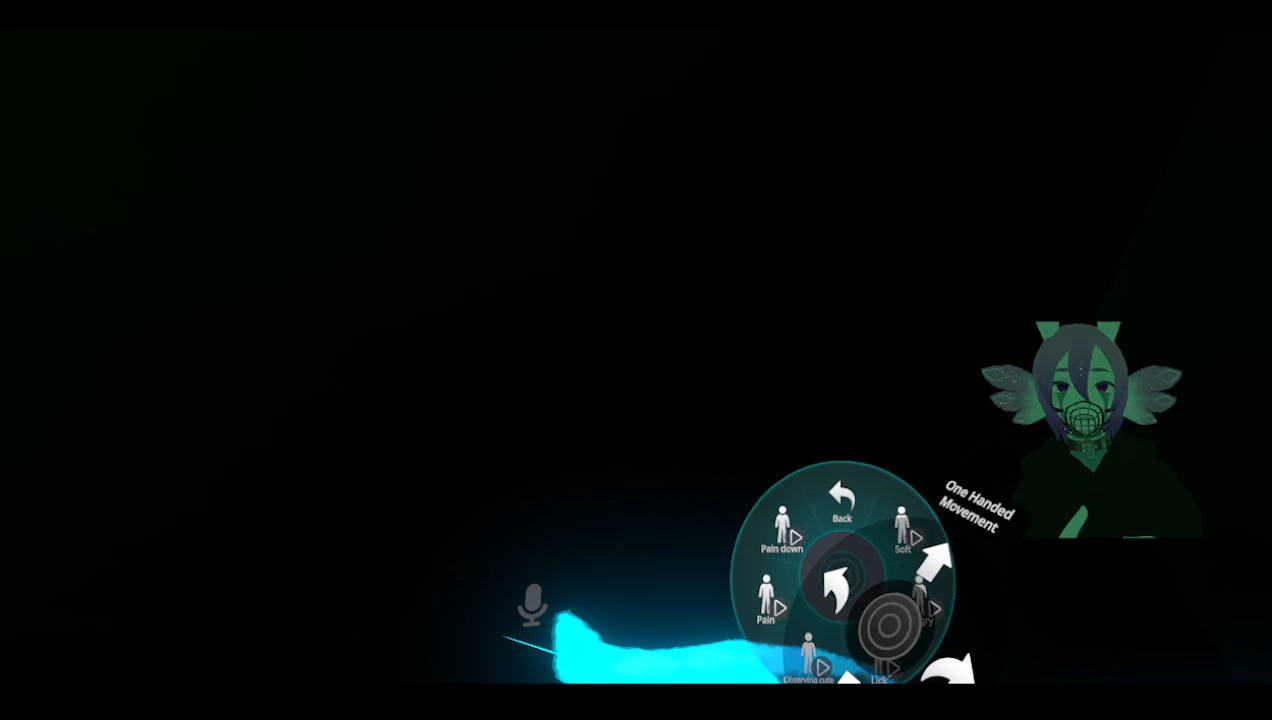 One Handed
Movement
Back
Pain down
Soft
Pain
Observing cute
Lick